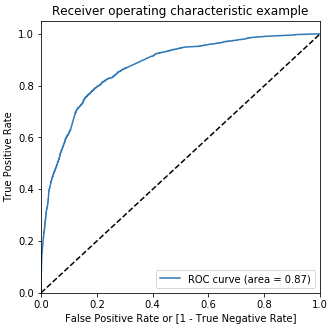 Receiver operating characteristic example
True Positive Rate
1.0
0.8
0.6
0.4
0.2
0.0
0.0 0.2 0.4 0.6 0.8 1.0
ROC curve (area = 0.87)
False Positive Rate or [1 - True Negative Rate]